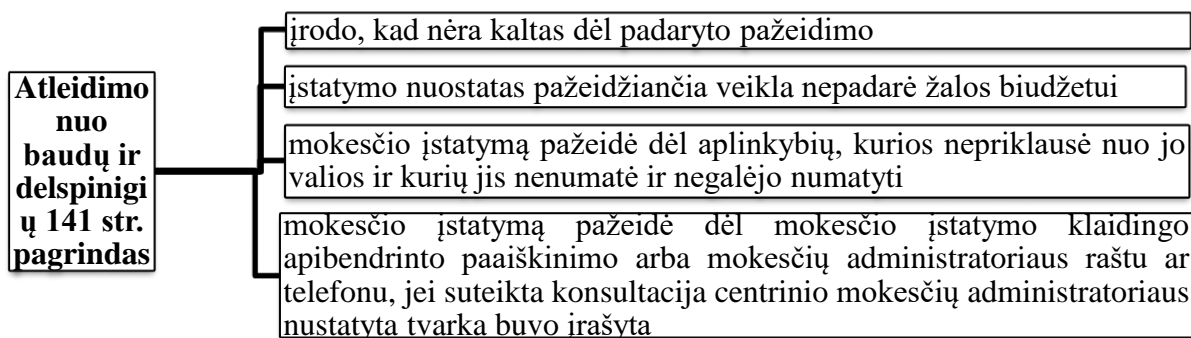 Atleidimo
nuo
baudų ir
delspinigi
ų 141 str.
pagrindas
įrodo, kad nėra kaltas dėl padaryto pažeidimo
įstatymo nuostatas pažeidžiančia veikla nepadarė žalos biudžetui
mokesčio įstatymą pažeidė dėl aplinkybių, kurios nepriklausė nuo jo
valios ir kurių jis nenumatė ir negalėjo numatyti
mokesčio įstatymą pažeidė dėl mokesčio įstatymo klaidingo
apibendrinto paaiškinimo arba mokesčių administratoriaus raštu ar
telefonu, jei suteikta konsultacija centrinio mokesčių administratoriaus
nustatyta tvarka buvo įrašyta